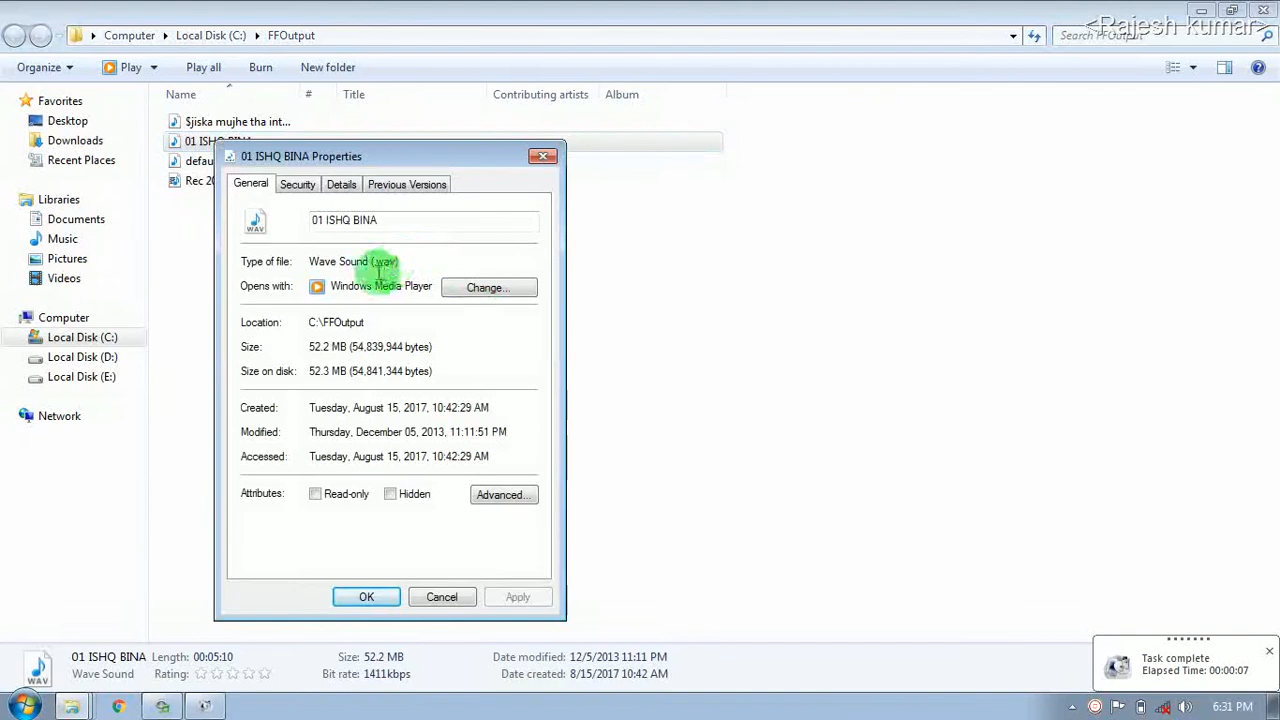 <Rajesh kumar>
Computer Local Disk (C:) FFOutput
Search FFOutput
Organize Play Play all Burn New folder
Name # Title Contributing artists Album
Favorites
Desktop
Downloads
Recent Places
Libraries
Documents
Music
Pictures
Videos
Computer
Local Disk (C:)
Local Disk (D:)
Local Disk (E:)
Network
$jiska mujhe tha int...
01 ISHQ BINA
defau
Rec 20
01 ISHQ BINA Properties
General Security Details Previous Versions
WAV
01 ISHQ BINA
Type of file: Wave Sound (.wav)
Opens with: Windows Media Player Change...
Location: C:\FFOutput
Size: 52.2 MB (54,839,944 bytes)
Size on disk: 52.3 MB (54,841,344 bytes)
Created: Tuesday, August 15, 2017, 10:42:29 AM
Modified: Thursday, December 05, 2013, 11:11:51 PM
Accessed: Tuesday, August 15, 2017, 10:42:29 AM
Attributes: Read-only Hidden Advanced...
OK Cancel Apply
WAV
01 ISHQ BINA Length: 00:05:10 Size: 52.2 MB Date modified: 12/5/2013 11:11 PM
Wave Sound Rating: Bit rate: 1411kbps Date created: 8/15/2017 10:42 AM
Task complete
Elapsed Time: 00:00:07
6:31 PM